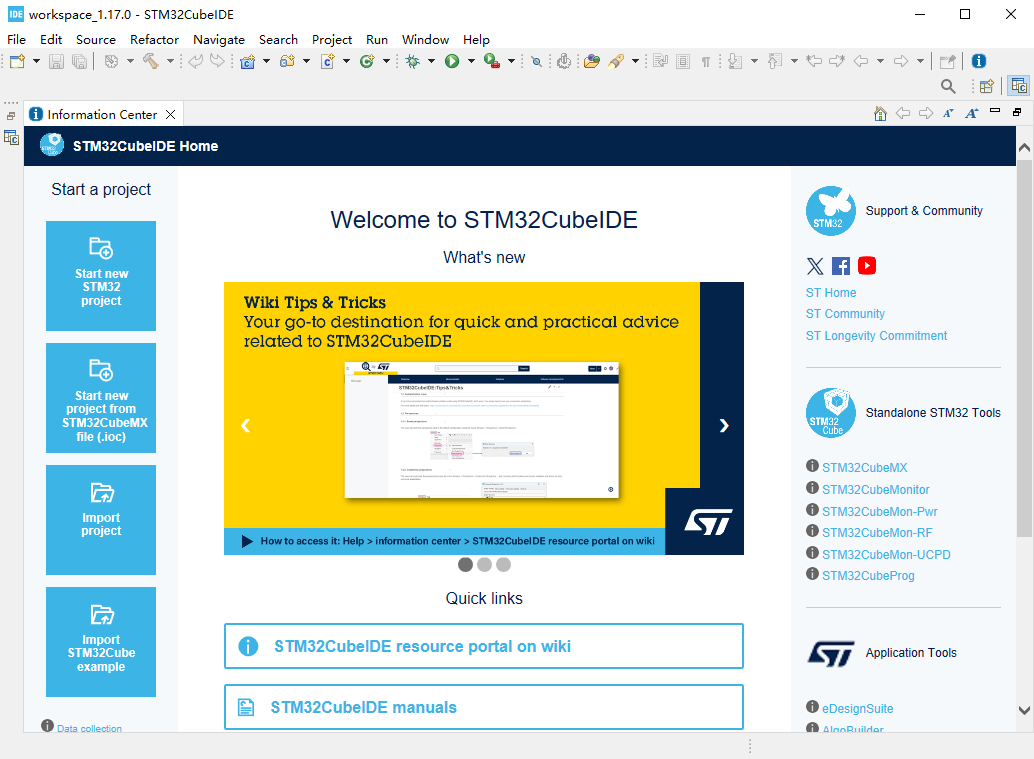 IDE
workspace_1.17.0 - STM32CubeIDE
File Edit Source Refactor Navigate Search Project Run Window Help
Information Center
STM32CubeIDE Home
Start a project
Start new
STM32
project
Start new
project from
STM32CubeMX
file (.ioc)
Import
project
Import
STM32Cube
example
Data collection
Welcome to STM32CubeIDE
What's new
Wiki Tips & Tricks
Your go-to destination for quick and practical advice
related to STM32CubeIDE
STM32CubeIDE:Tips&Tricks
How to access it: Help > information center > STM32CubeIDE resource portal on wiki
Quick links
STM32CubeIDE resource portal on wiki
STM32CubeIDE manuals
STM32
Support & Community
ST Home
ST Community
ST Longevity Commitment
STM32
Cube
Standalone STM32 Tools
STM32CubeMX
STM32CubeMonitor
STM32CubeMon-Pwr
STM32CubeMon-RF
STM32CubeMon-UCPD
STM32CubeProg
Application Tools
eDesignSuite
AlgoBuilder